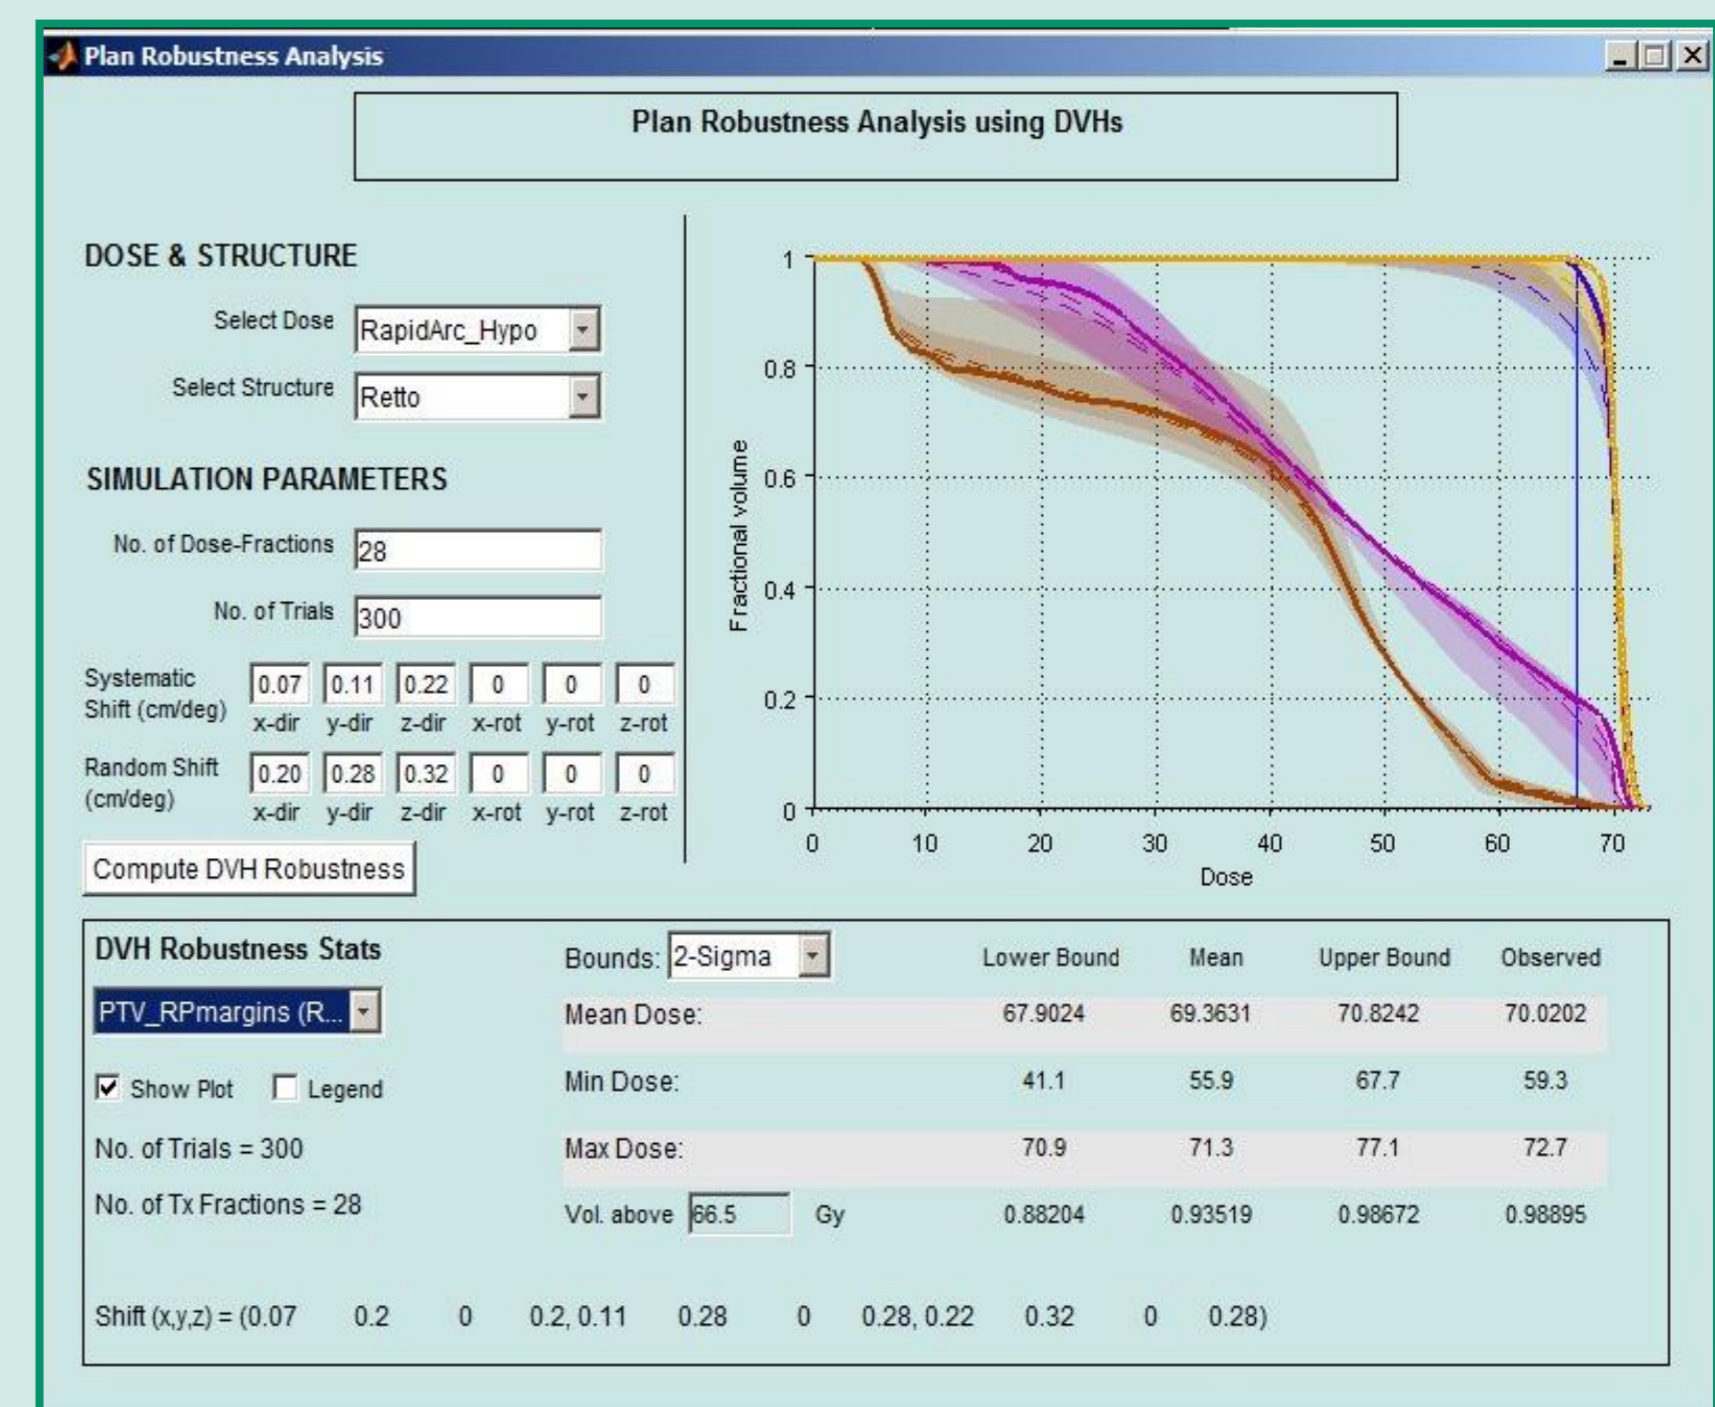 Plan Robustness Analysis
Plan Robustness Analysis using DVHs
DOSE & STRUCTURE
Select Dose RapidArc_Hypo
Select Structure Retto
SIMULATION PARAMETERS
No. of Dose-Fractions 28
No. of Trials 300
Systematic Shift (cm/deg) 0.07 0.11 0.22 0 0 0
x-dir y-dir z-dir x-rot y-rot z-rot
Random Shift (cm/deg) 0.20 0.28 0.32 0 0 0
x-dir y-dir z-dir x-rot y-rot z-rot
Compute DVH Robustness
Fractional volume
1
0.8
0.6
0.4
0.2
0
0 10 20 30 40 50 60 70
Dose
DVH Robustness Stats
PTV_RPmargins (R...
Show Plot Legend
No. of Trials = 300
No. of Tx Fractions = 28
Bounds: 2-Sigma Lower Bound Mean Upper Bound Observed
Mean Dose: 67.9024 69.3631 70.8242 70.0202
Min Dose: 41.1 55.9 67.7 59.3
Max Dose: 70.9 71.3 77.1 72.7
Vol. above 66.5 Gy 0.88204 0.93519 0.98672 0.98895
Shift (x,y,z) = (0.07 0.2 0 0.2, 0.11 0.28 0 0.28, 0.22 0.32 0 0.28)